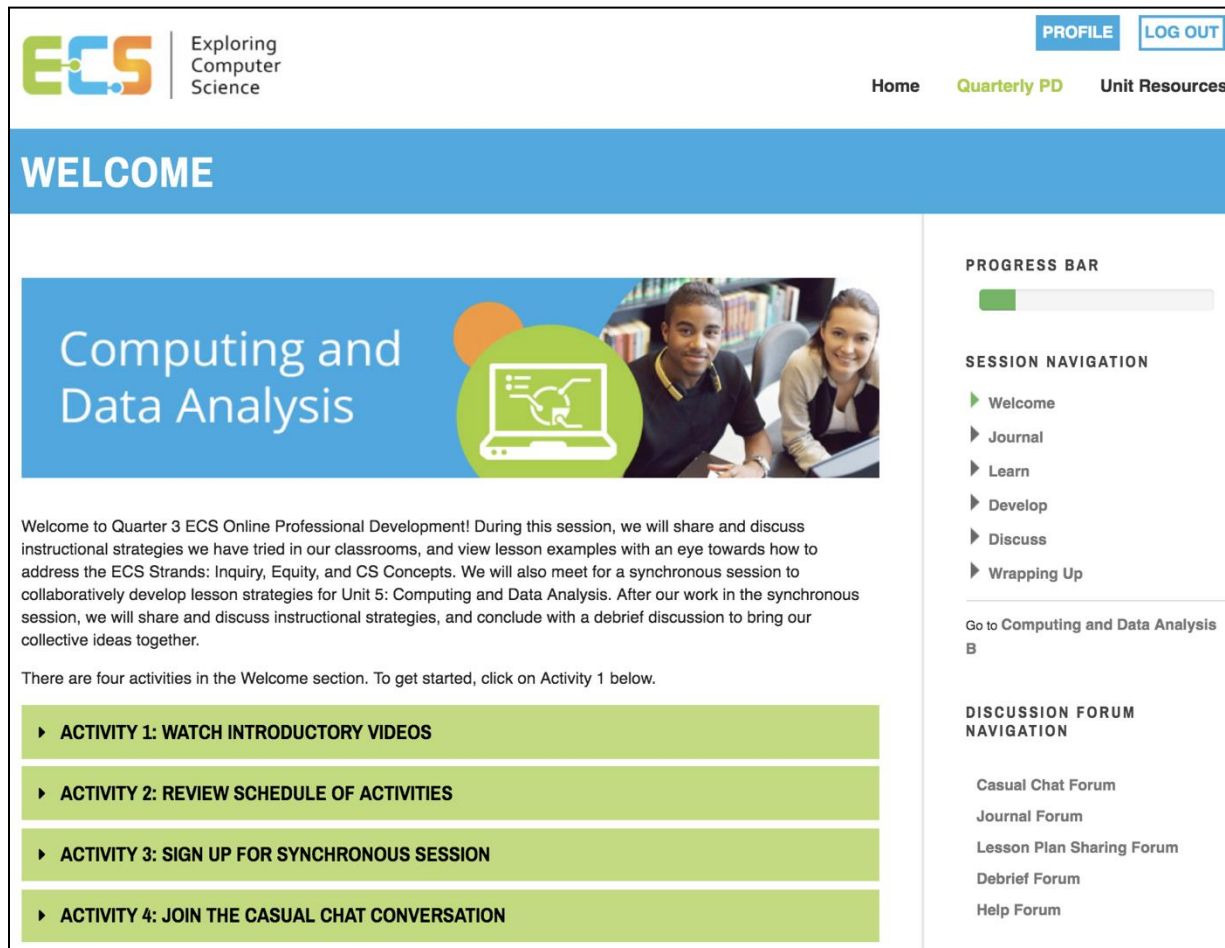 ECS
Exploring
Computer
Science
PROFILE
LOG OUT
Home
Quarterly PD
Unit Resources
WELCOME
Computing and
Data Analysis
Welcome to Quarter 3 ECS Online Professional Development! During this session, we will share and discuss
instructional strategies we have tried in our classrooms, and view lesson examples with an eye towards how to
address the ECS Strands: Inquiry, Equity, and CS Concepts. We will also meet for a synchronous session to
collaboratively develop lesson strategies for Unit 5: Computing and Data Analysis. After our work in the synchronous
session, we will share and discuss instructional strategies, and conclude with a debrief discussion to bring our
collective ideas together.
There are four activities in the Welcome section. To get started, click on Activity 1 below.
ACTIVITY 1: WATCH INTRODUCTORY VIDEOS
ACTIVITY 2: REVIEW SCHEDULE OF ACTIVITIES
ACTIVITY 3: SIGN UP FOR SYNCHRONOUS SESSION
ACTIVITY 4: JOIN THE CASUAL CHAT CONVERSATION
PROGRESS BAR
SESSION NAVIGATION
Welcome
Journal
Learn
Develop
Discuss
Wrapping Up
Go to Computing and Data Analysis
B
DISCUSSION FORUM
NAVIGATION
Casual Chat Forum
Journal Forum
Lesson Plan Sharing Forum
Debrief Forum
Help Forum